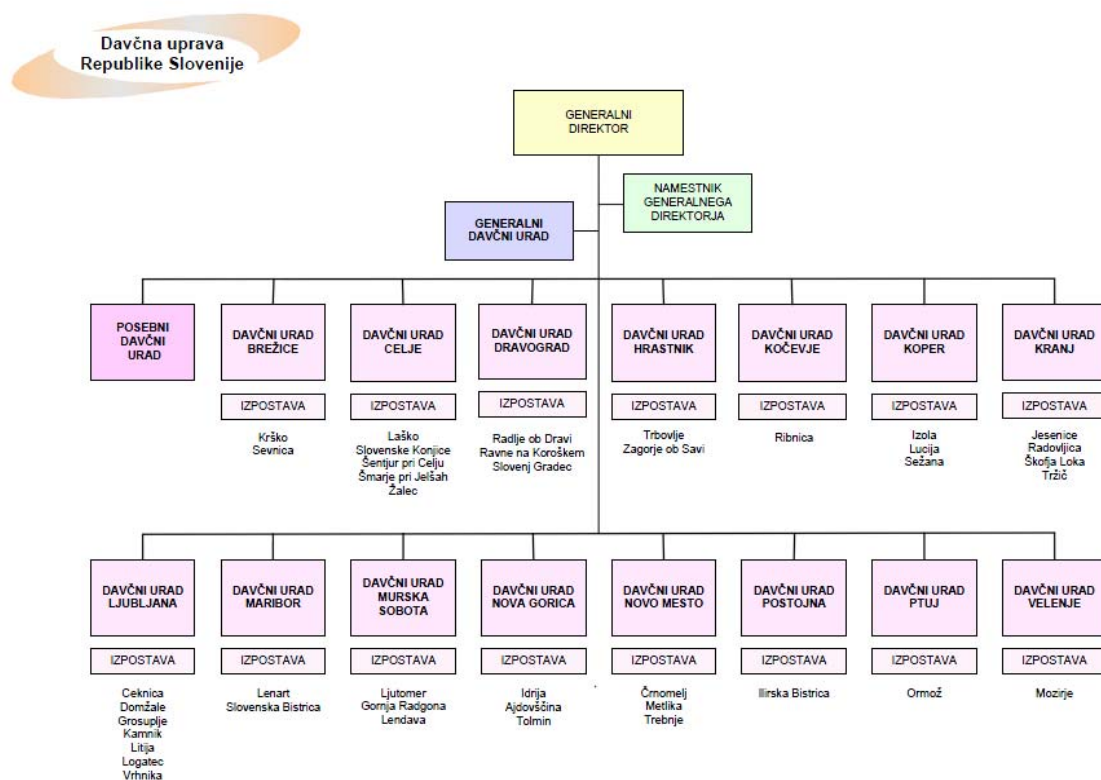 Davčna uprava
Republike Slovenije
GENERALNI
DIREKTOR
NAMESTNIK
GENERALNEGA
DIREKTORJA
GENERALNI
DAVČNI URAD
POSEBNI
DAVČNI
URAD
DAVČNI URAD
BREŽICE
IZPOSTAVA
Krško
Sevnica
DAVČNI URAD
CELJE
IZPOSTAVA
Laško
Slovenske Konjice
Šentjur pri Celju
Šmarje pri Jelšah
Žalec
DAVČNI URAD
DRAVOGRAD
IZPOSTAVA
Radlje ob Dravi
Ravne na Koroškem
Slovenj Gradec
DAVČNI URAD
HRASTNIK
IZPOSTAVA
Trbovlje
Zagorje ob Savi
DAVČNI URAD
KOČEVJE
IZPOSTAVA
Ribnica
DAVČNI URAD
KOPER
IZPOSTAVA
Izola
Lucija
Sežana
DAVČNI URAD
KRANJ
IZPOSTAVA
Jesenice
Radovljica
Škofja Loka
Tržič
DAVČNI URAD
LJUBLJANA
IZPOSTAVA
Ceknica
Domžale
Grosuplje
Kamnik
Litija
Logatec
Vrhnika
DAVČNI URAD
MARIBOR
IZPOSTAVA
Lenart
Slovenska Bistrica
DAVČNI URAD
MURSKA
SOBOTA
IZPOSTAVA
Ljutomer
Gornja Radgona
Lendava
DAVČNI URAD
NOVA GORICA
IZPOSTAVA
Idrija
Ajdovščina
Tolmin
DAVČNI URAD
NOVO MESTO
IZPOSTAVA
Črnomelj
Metlika
Trebnje
DAVČNI URAD
POSTOJNA
IZPOSTAVA
Ilirska Bistrica
DAVČNI URAD
PTUJ
IZPOSTAVA
Ormož
DAVČNI URAD
VELENJE
IZPOSTAVA
Mozirje